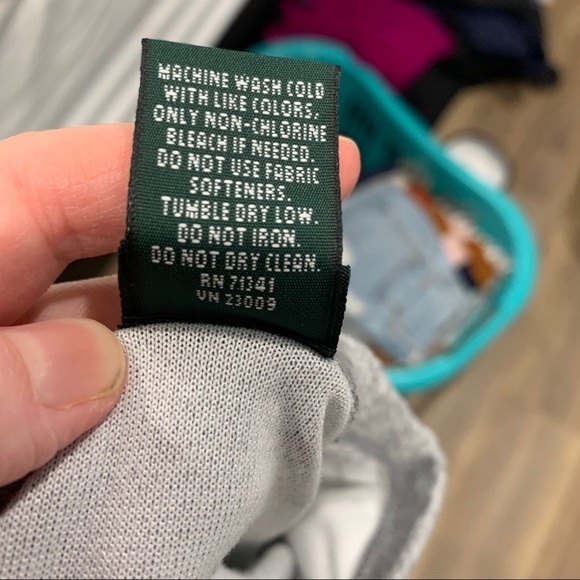 MACHINE WASH COLD
WITH LIKE COLORS,
ONLY NON-CHLORINE
BLEACH IF NEEDED.
DO NOT USE FABRIC
SOFTENERS.
TUMBLE DRY LOW.
DO NOT IRON.
DO NOT DRY CLEAN.
RN 71341
VN 23009